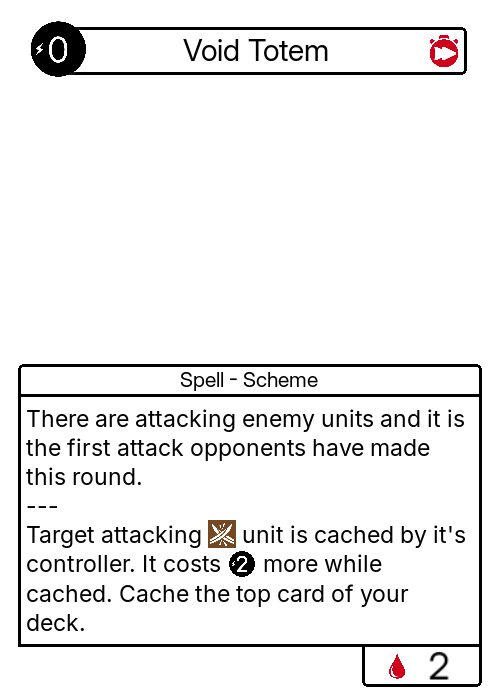 0 Void Totem
Spell - Scheme
There are attacking enemy units and it is
the first attack opponents have made
this round.
---
Target attacking unit is cached by it's
controller. It costs 2 more while
cached. Cache the top card of your
deck.
2